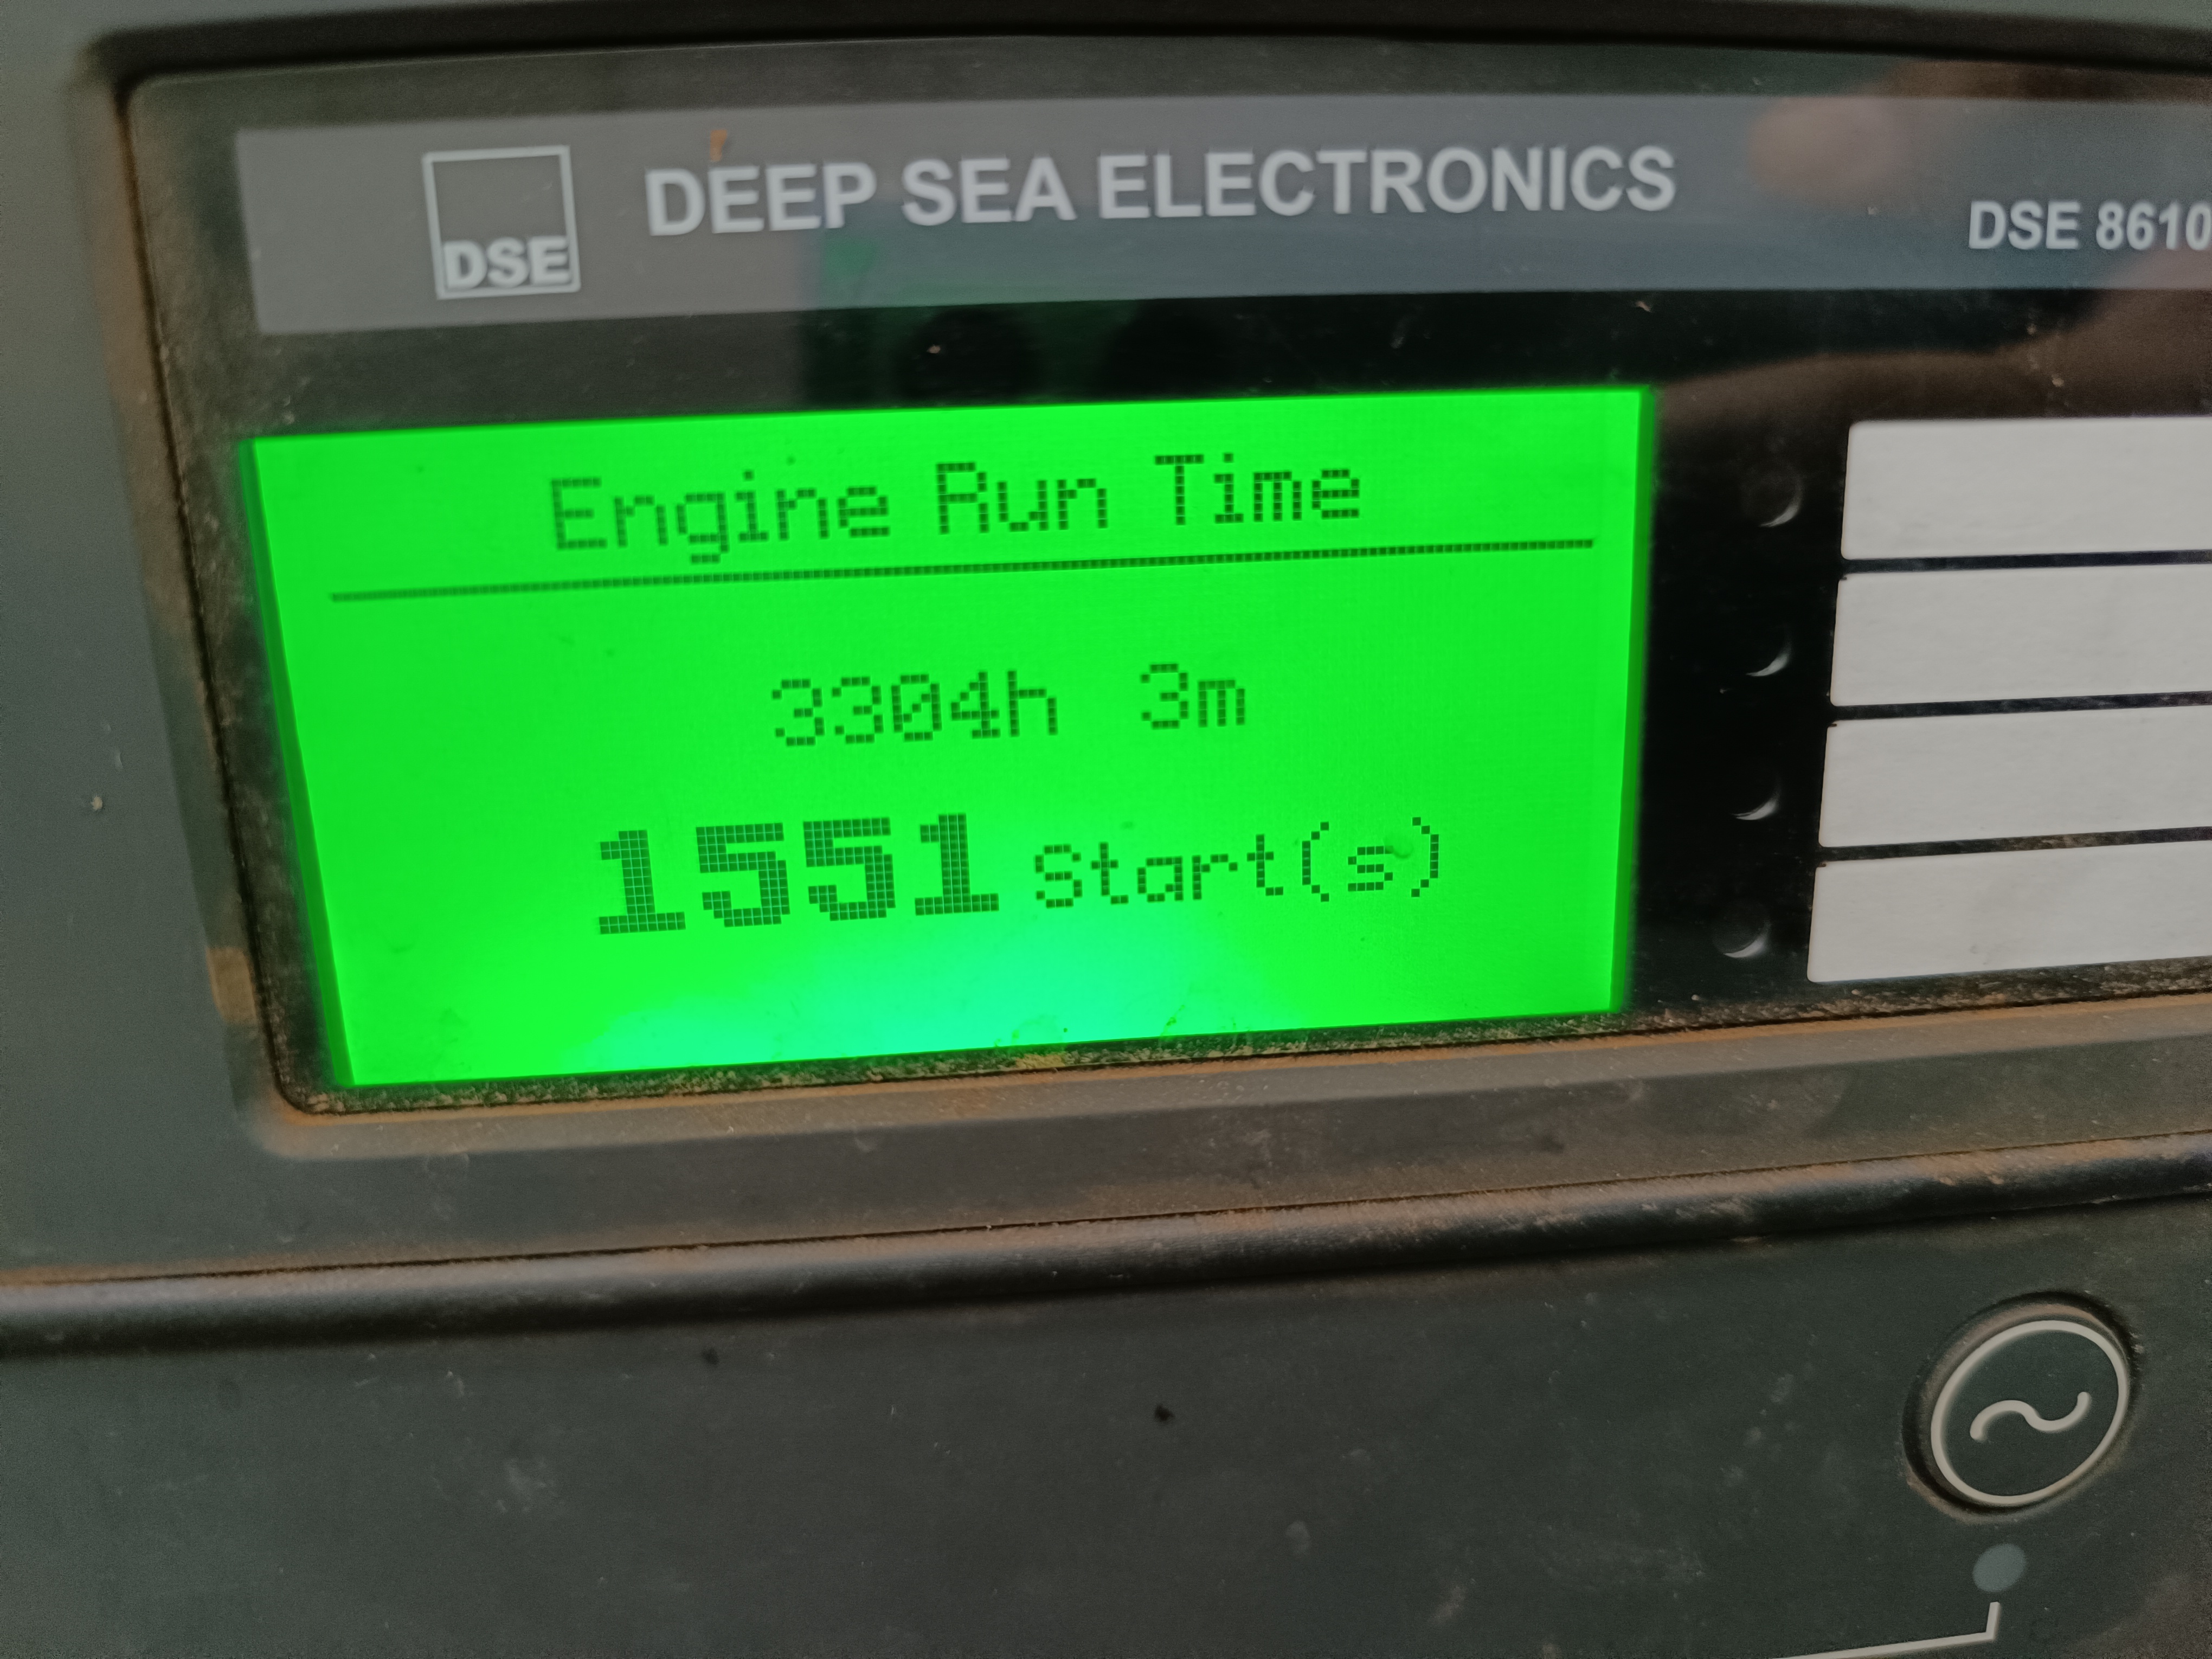 DSE
DEEP SEA ELECTRONICS
DSE 8610
Engine Run Time
3304h 3m
1551 Start(s)